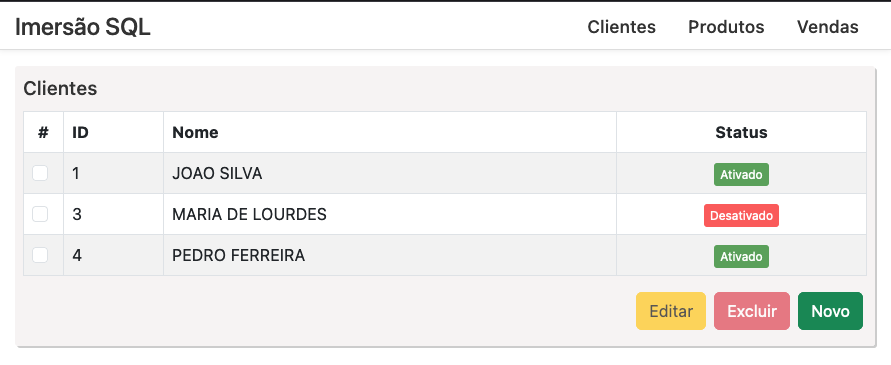 Imersão SQL Clientes Produtos Vendas
Clientes
# ID Nome Status
1 JOAO SILVA Ativado
3 MARIA DE LOURDES Desativado
4 PEDRO FERREIRA Ativado
Editar Excluir Novo